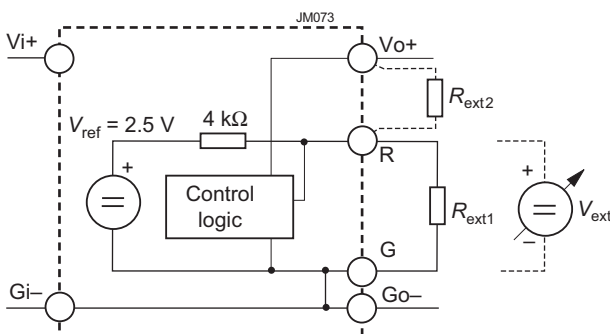 JM073
Vi+
Vo+
Rext2
Vref = 2.5 V
4 kΩ
R
+
+
Control
logic
Rext1
Vext
–
G
Gi–
Go–